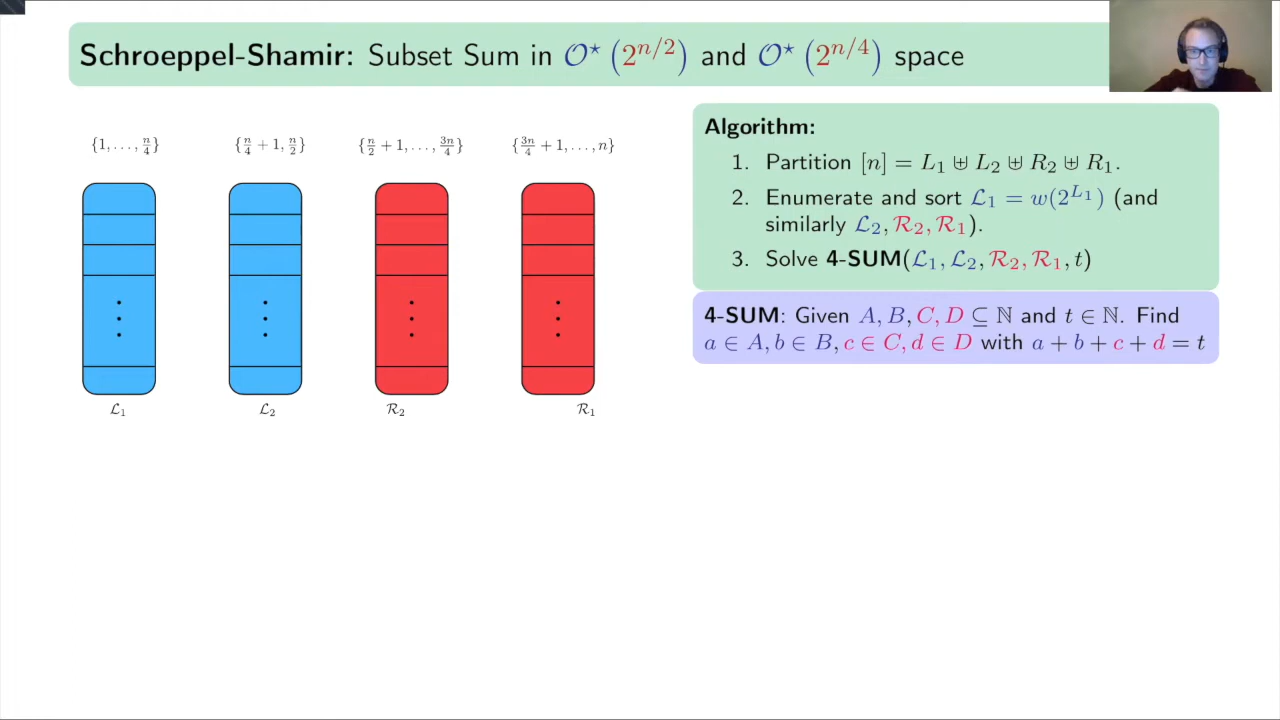 Schroeppel-Shamir: Subset Sum in 𝒪⋆(2^{n/2}) and 𝒪⋆(2^{n/4}) space
{1, …, n/4} {n/4 + 1, n/2} {n/2 + 1, …, 3n/4} {3n/4 + 1, …, n}
ℒ₁ ℒ₂ ℛ₂ ℛ₁
Algorithm:
1. Partition [n] = L₁ ⊎ L₂ ⊎ R₂ ⊎ R₁.
2. Enumerate and sort ℒ₁ = w(2^{L₁}) (and
similarly ℒ₂, ℛ₂, ℛ₁).
3. Solve 4-SUM(ℒ₁, ℒ₂, ℛ₂, ℛ₁, t)
4-SUM: Given A, B, C, D ⊆ ℕ and t ∈ ℕ. Find
a ∈ A, b ∈ B, c ∈ C, d ∈ D with a + b + c + d = t